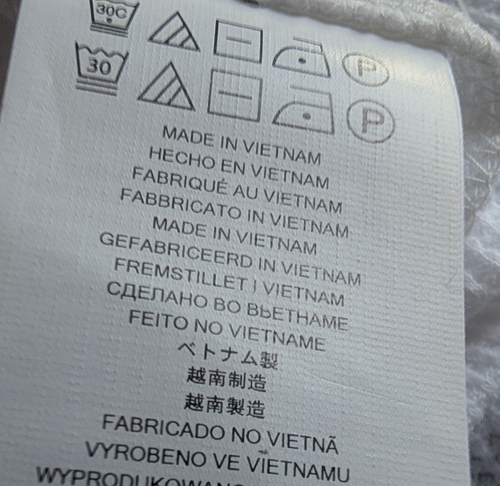 30C
P
30
P
MADE IN VIETNAM
HECHO EN VIETNAM
FABRIQUÉ AU VIETNAM
FABBRICATO IN VIETNAM
MADE IN VIETNAM
GEFABRICEERD IN VIETNAM
FREMSTILLET I VIETNAM
СДЕЛАНО ВО ВЬЕТНАМЕ
FEITO NO VIETNAME
ベトナム製
越南制造
越南製造
FABRICADO NO VIETNÃ
VYROBENO VE VIETNAMU